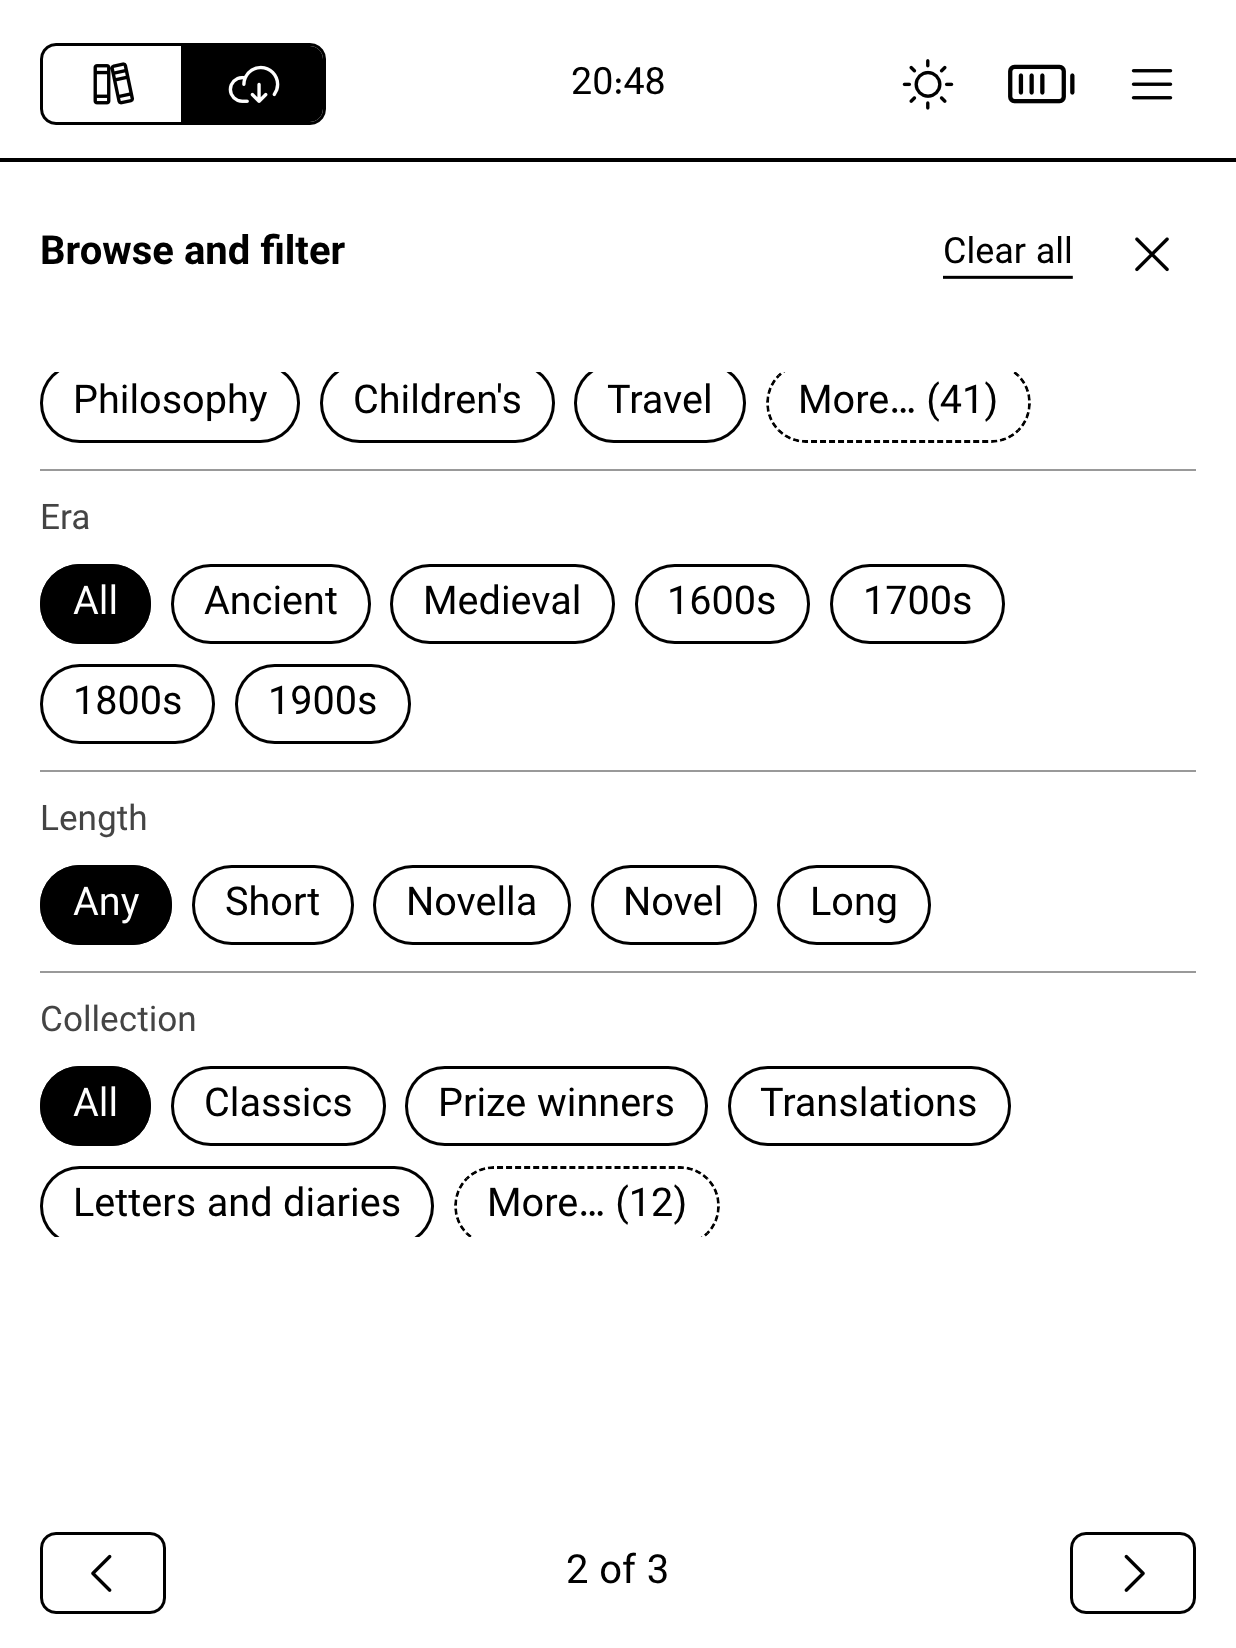 20:48
Browse and filter Clear all
Philosophy Children's Travel More... (41)
Era
All Ancient Medieval 1600s 1700s
1800s 1900s
Length
Any Short Novella Novel Long
Collection
All Classics Prize winners Translations
Letters and diaries More... (12)
2 of 3